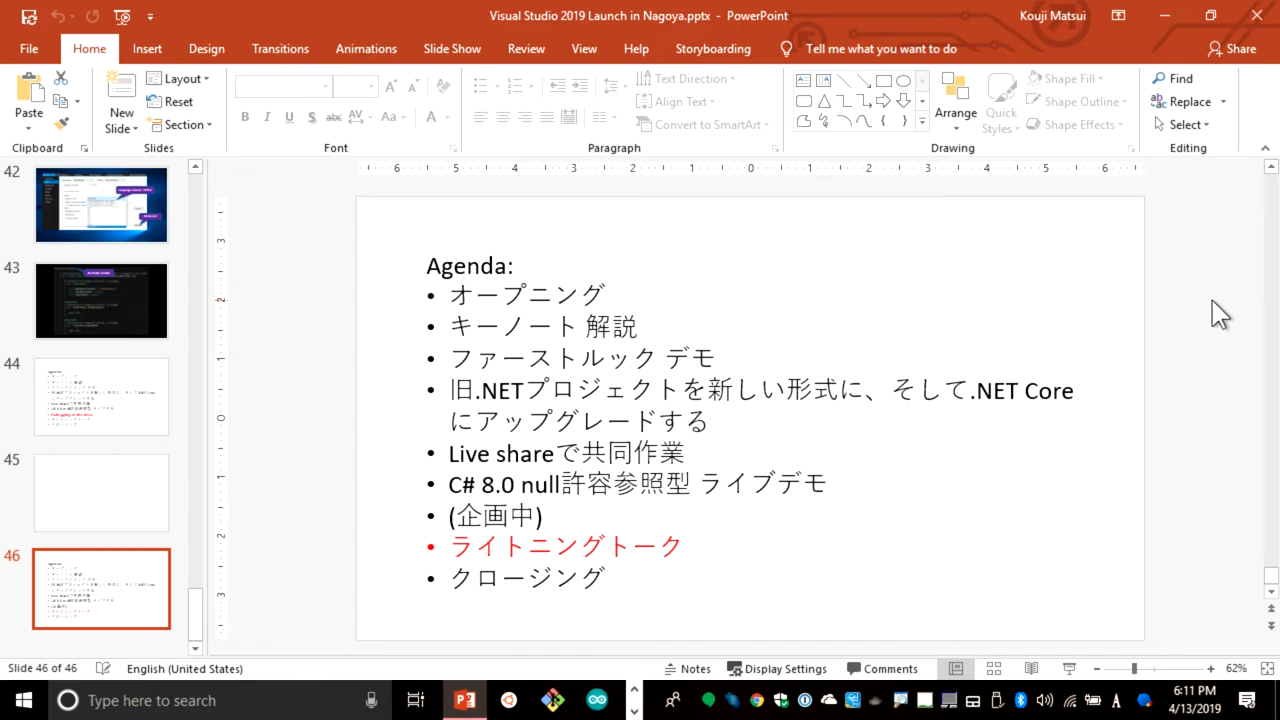 Visual Studio 2019 Launch in Nagoya.pptx - PowerPoint
Kouji Matsui
File
Home
Insert
Design
Transitions
Animations
Slide Show
Review
View
Help
Storyboarding
Tell me what you want to do
Share
Paste
Clipboard
New Slide
Layout
Reset
Section
Slides
Font
Text Direction
Align Text
Convert to SmartArt
Paragraph
Arrange
Quick Styles
Shape Fill
Shape Outline
Shape Effects
Drawing
Find
Replace
Select
Editing
42
43
44
45
46
Agenda:
• オープニング
• キーノート 解説
• ファーストルック デモ
• 旧.NETプロジェクトを新しい形式に、そして.NET Core
にアップグレードする
• Live shareで共同作業
• C# 8.0 null許容参照型 ライブデモ
• (企画中)
• ライトニングトーク
• クロージング
Slide 46 of 46
English (United States)
Notes
Display Settings
Comments
62%
Type here to search
6:11 PM
4/13/2019